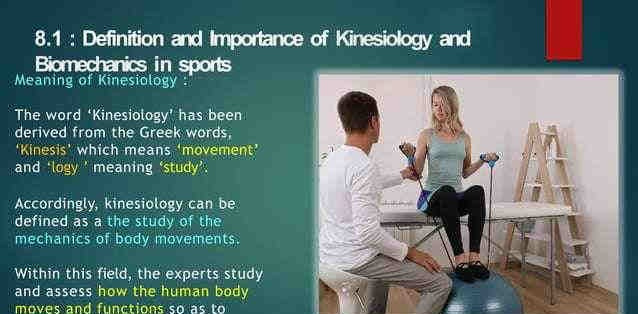 8.1 : Definition and Importance of Kinesiology and
Biomechanics in sports
Meaning of Kinesiology :
The word ‘Kinesiology’ has been
derived from the Greek words,
‘Kinesis’ which means ‘movement’
and ‘logy ’ meaning ‘study’.
Accordingly, kinesiology can be
defined as a the study of the
mechanics of body movements.
Within this field, the experts study
and assess how the human body
moves and functions so as to